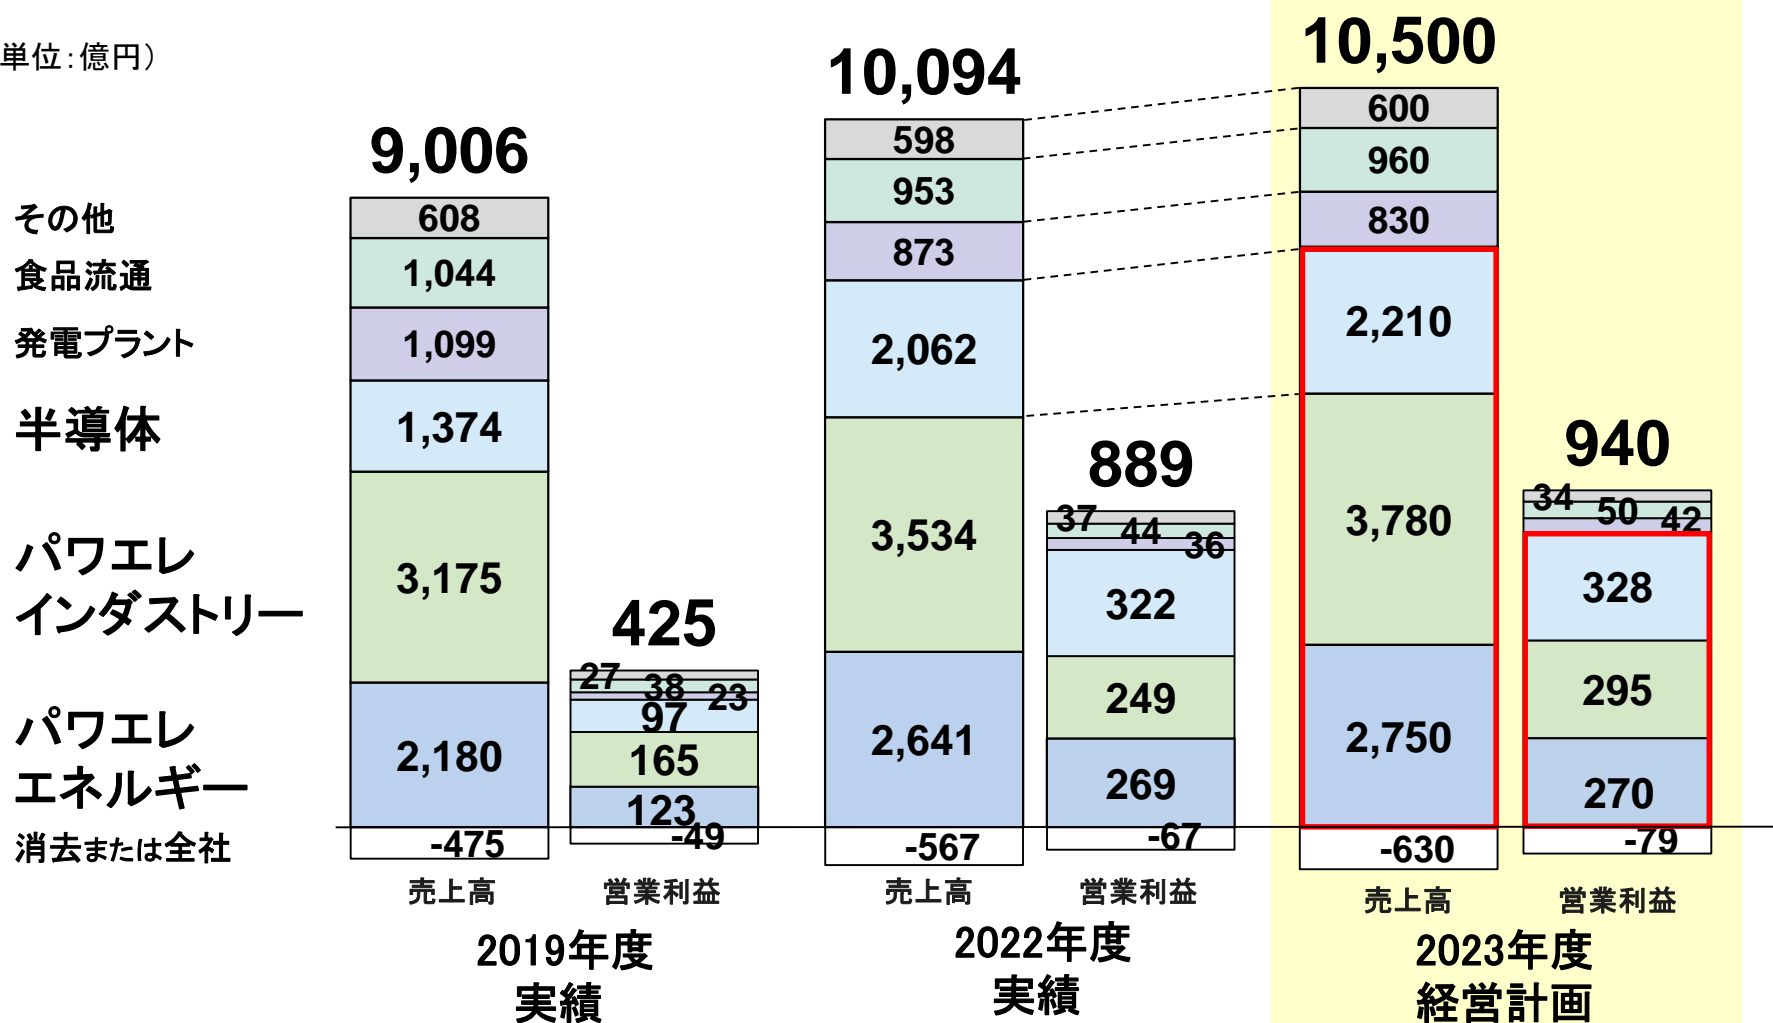 単位：億円）
10,500
10,094
9,006
その他
食品流通
発電プラント
半導体
パワエレ
インダストリー
パワエレ
エネルギー
消去または全社
608
1,044
1,099
1,374
3,175
2,180
-475
売上高
425
27
38
23
97
165
123
-49
営業利益
2019年度
実績
598
953
873
2,062
3,534
2,641
-567
売上高
889
37
44
36
322
249
269
-67
営業利益
2022年度
実績
600
960
830
2,210
3,780
2,750
-630
売上高
940
34
50
42
328
295
270
-79
営業利益
2023年度
経営計画